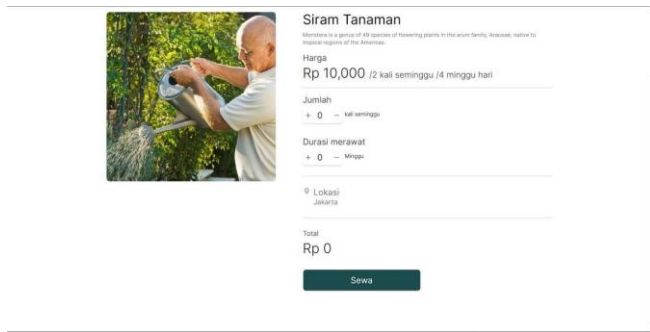 Siram Tanaman
Monstera is a genus of 49 species of flowering plants in the arum family, Araceae, native to
tropical regions of the Americas.
Harga
Rp 10,000 /2 kali seminggu /4 minggu hari
Jumlah
+ 0 − kali seminggu
Durasi merawat
+ 0 − Minggu
Lokasi
Jakarta
Total
Rp 0
Sewa